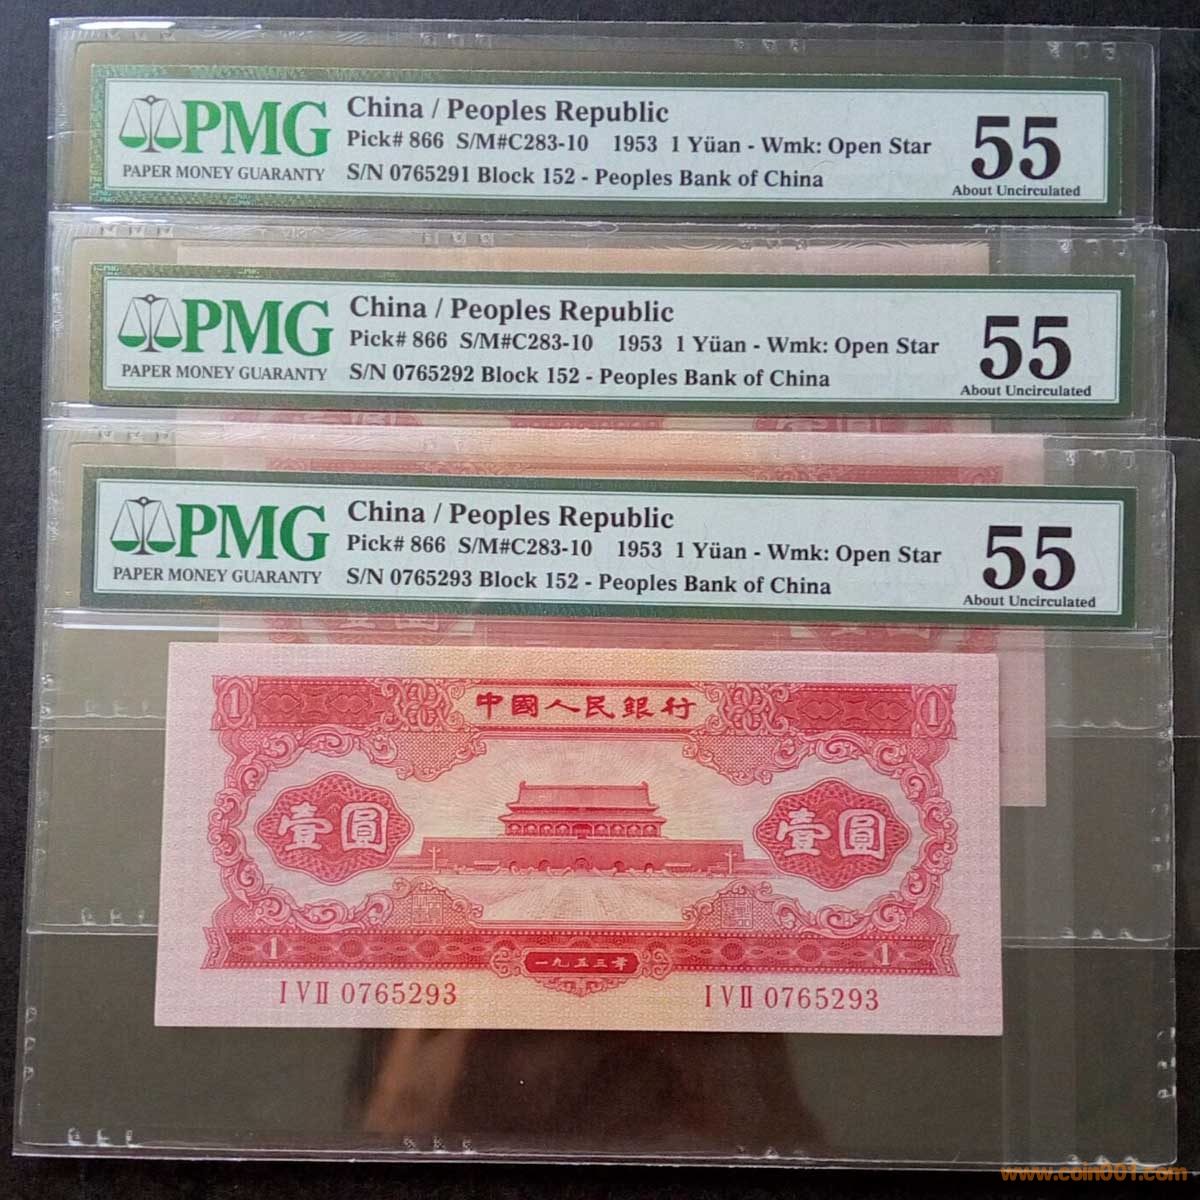 PMG
PAPER MONEY GUARANTY
China / Peoples Republic
Pick# 866 S/M#C283-10 1953 1 Yüan - Wmk: Open Star
S/N 0765291 Block 152 - Peoples Bank of China
55
About Uncirculated
PMG
PAPER MONEY GUARANTY
China / Peoples Republic
Pick# 866 S/M#C283-10 1953 1 Yüan - Wmk: Open Star
S/N 0765292 Block 152 - Peoples Bank of China
55
About Uncirculated
PMG
PAPER MONEY GUARANTY
China / Peoples Republic
Pick# 866 S/M#C283-10 1953 1 Yüan - Wmk: Open Star
S/N 0765293 Block 152 - Peoples Bank of China
55
About Uncirculated
1 中國人民銀行 1
壹圓 壹圓
1 一九五三年 1
I V II 0765293 I V II 0765293
www.coin001.com